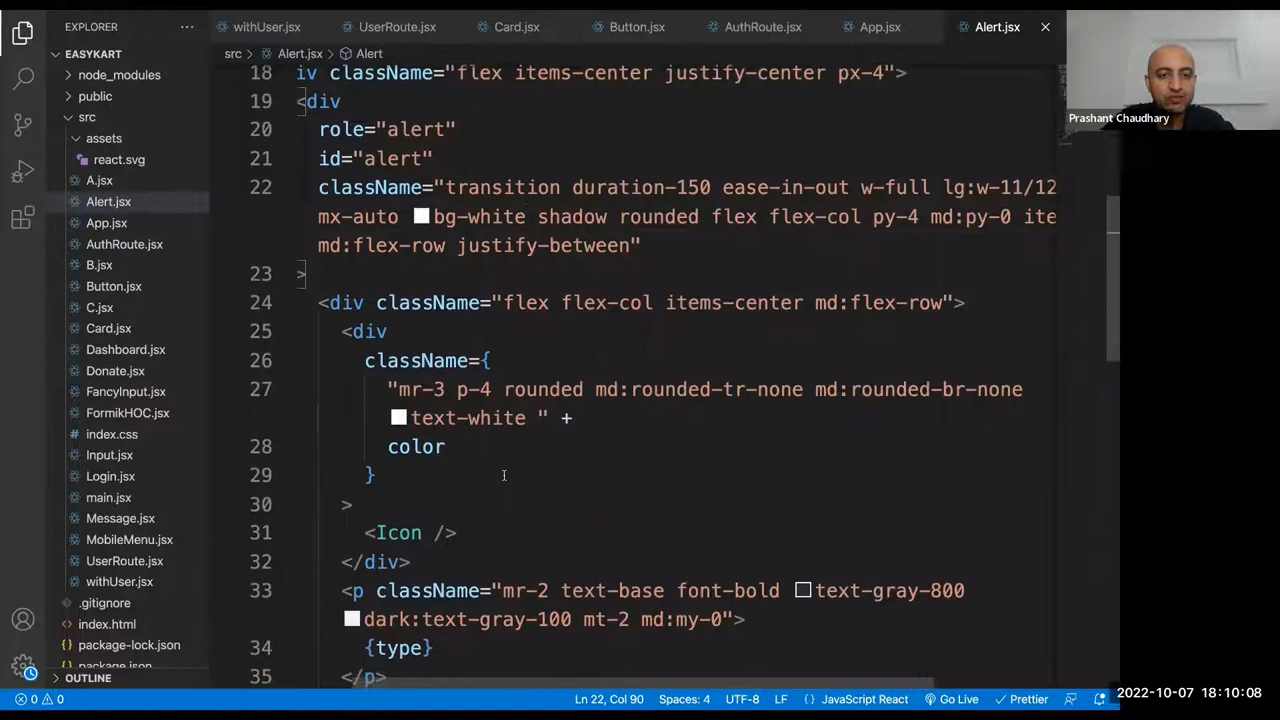 EXPLORER
withUser.jsx
UserRoute.jsx
Card.jsx
Button.jsx
AuthRoute.jsx
App.jsx
Alert.jsx
EASYKART
node_modules
public
src
assets
react.svg
A.jsx
Alert.jsx
App.jsx
AuthRoute.jsx
B.jsx
Button.jsx
C.jsx
Card.jsx
Dashboard.jsx
Donate.jsx
FancyInput.jsx
FormikHOC.jsx
index.css
Input.jsx
Login.jsx
main.jsx
Message.jsx
MobileMenu.jsx
UserRoute.jsx
withUser.jsx
.gitignore
index.html
package-lock.json
package.json
OUTLINE
src > Alert.jsx > Alert
18 iv className="flex items-center justify-center px-4">
19 <div
20 role="alert"
21 id="alert"
22 className="transition duration-150 ease-in-out w-full lg:w-11/12
mx-auto bg-white shadow rounded flex flex-col py-4 md:py-0 ite
md:flex-row justify-between"
23 >
24 <div className="flex flex-col items-center md:flex-row">
25 <div
26 className={
27 "mr-3 p-4 rounded md:rounded-tr-none md:rounded-br-none
text-white " +
28 color
29 }
30 >
31 <Icon />
32 </div>
33 <p className="mr-2 text-base font-bold text-gray-800
dark:text-gray-100 mt-2 md:my-0">
34 {type}
35 </p>
Prashant Chaudhary
0 0
Ln 22, Col 90
Spaces: 4
UTF-8
LF
{ } JavaScript React
Go Live
Prettier
2022-10-07 18:10:08